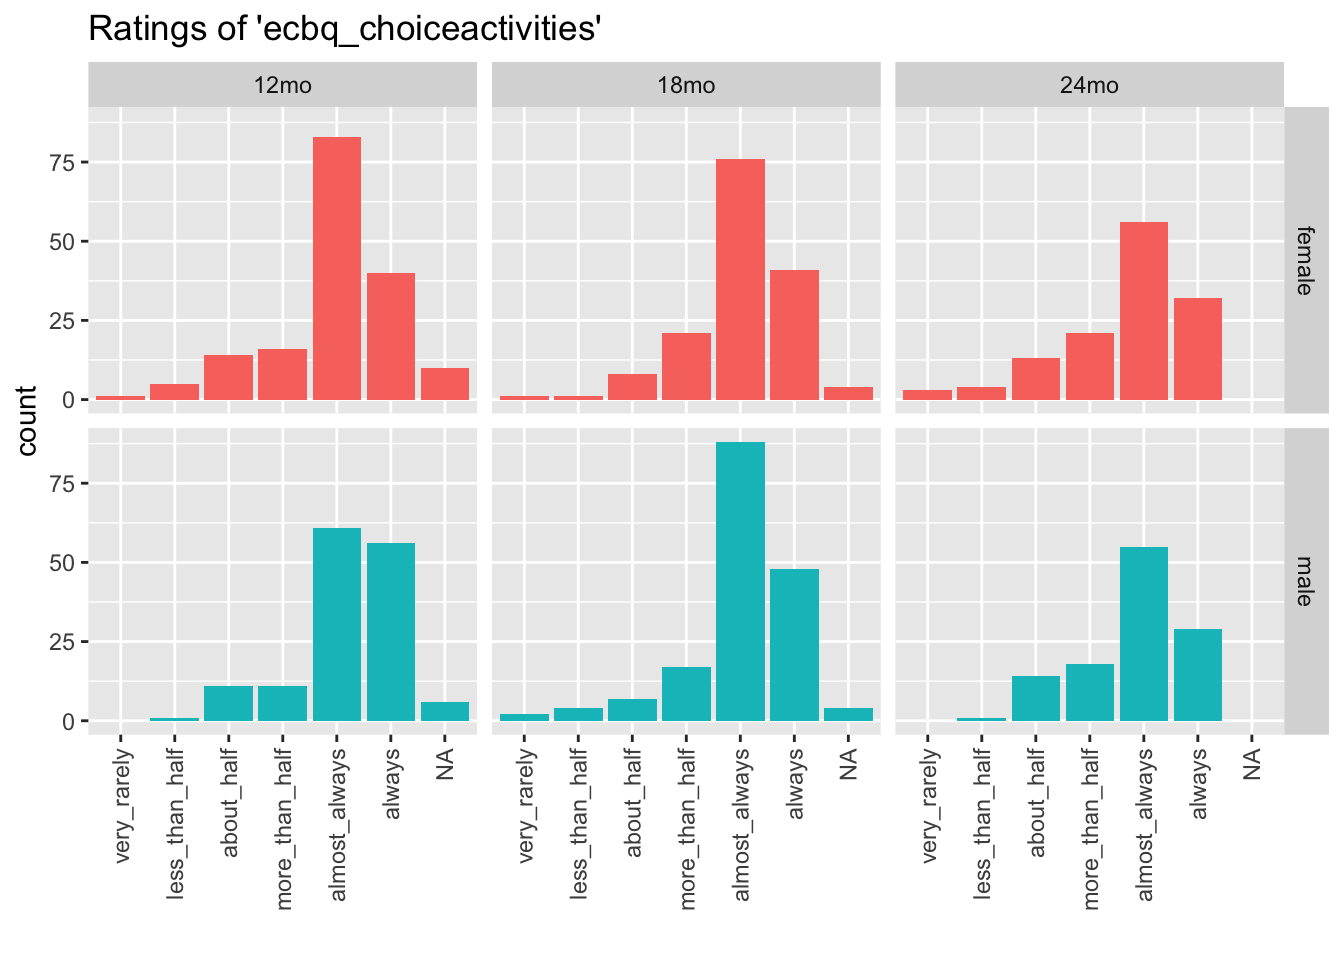 Ratings of 'ecbq_choiceactivities'
12mo 18mo 24mo
count
75
50
25
0
female
75
50
25
0
male
very_rarely
less_than_half
about_half
more_than_half
almost_always
always
NA
very_rarely
less_than_half
about_half
more_than_half
almost_always
always
NA
very_rarely
less_than_half
about_half
more_than_half
almost_always
always
NA